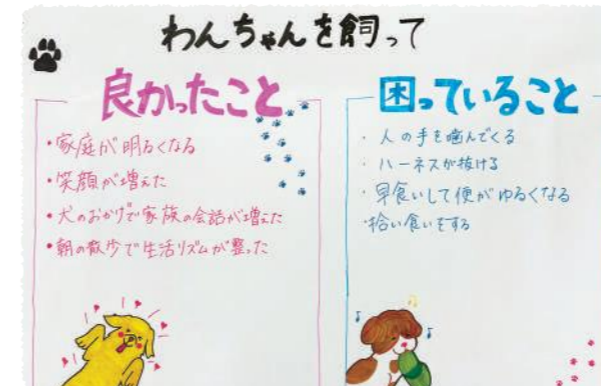 わんちゃんを飼って
良かったこと
・家庭が明るくなる
・笑顔が増えた
・犬のおかげで家族の会話が増えた
・朝の散歩で生活リズムが整った
困っていること
・人の手を噛んでくる
・ハーネスが抜ける
・早食いして便がゆるくなる
・拾い食いをする